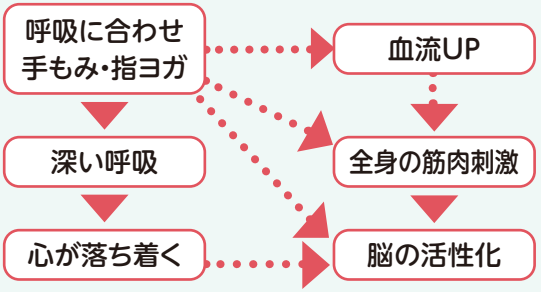 呼吸に合わせ
手もみ・指ヨガ
血流UP
深い呼吸
全身の筋肉刺激
心が落ち着く
脳の活性化